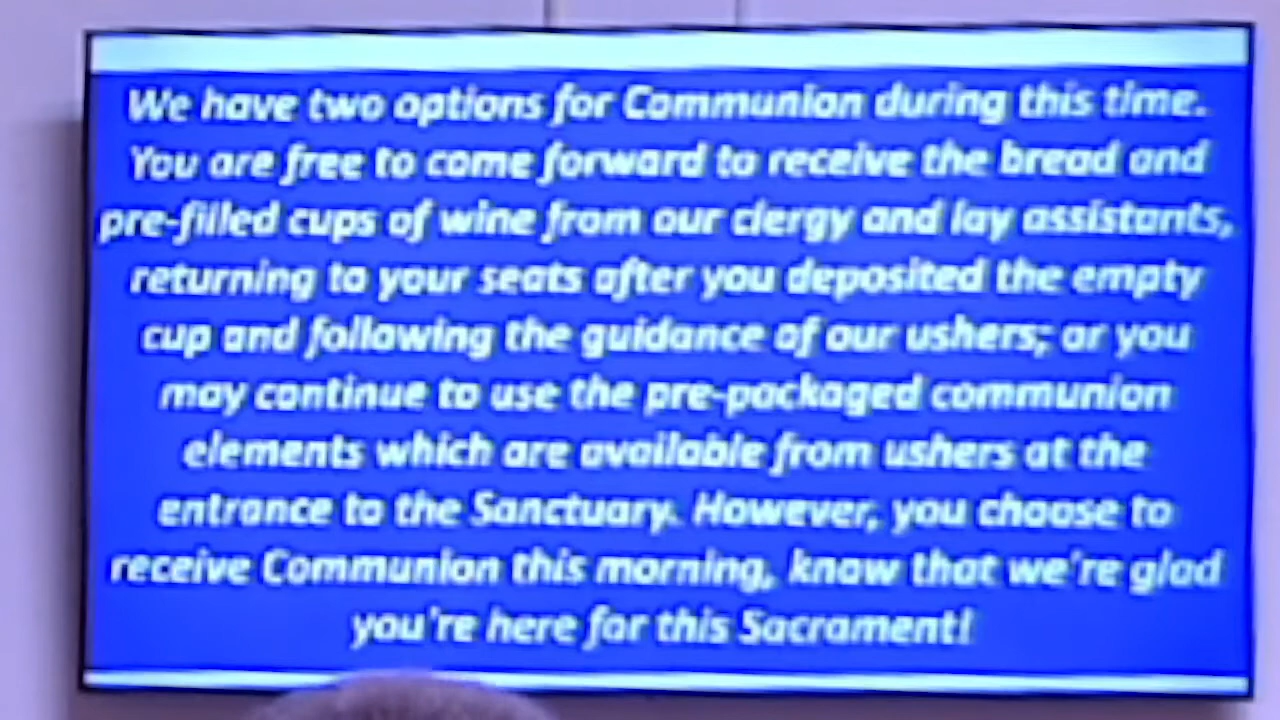 We have two options for Communion during this time.
You are free to come forward to receive the bread and
pre-filled cups of wine from our clergy and lay assistants,
returning to your seats after you deposited the empty
cup and following the guidance of our ushers; or you
may continue to use the pre-packaged communion
elements which are available from ushers at the
entrance to the Sanctuary. However, you choose to
receive Communion this morning, know that we're glad
you're here for this Sacrament!